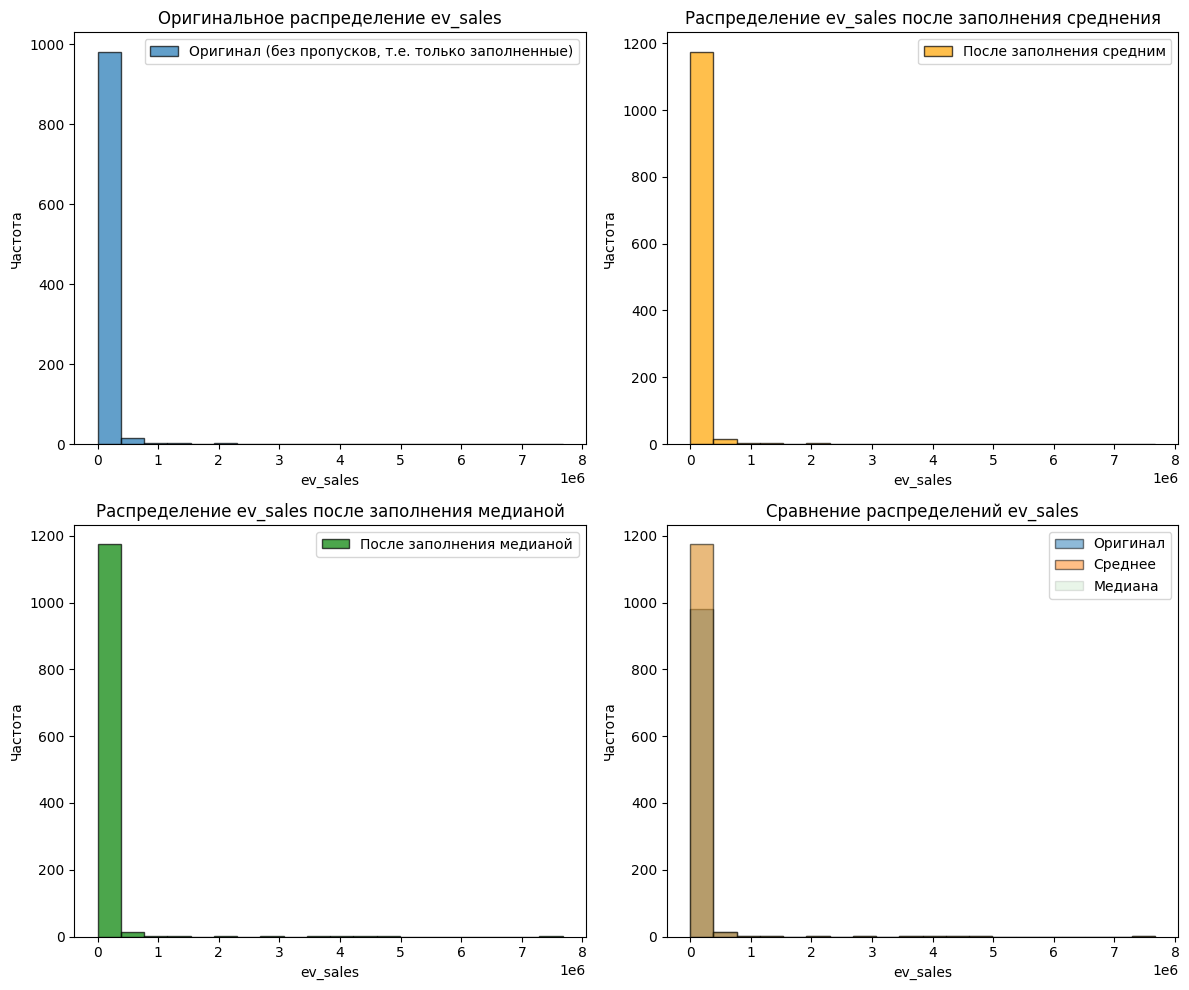 Оригинальное распределение ev_sales
Оригинал (без пропусков, т.е. только заполненные)
Частота
1000
800
600
400
200
0
0 1 2 3 4 5 6 7 8
1e6
ev_sales
Распределение ev_sales после заполнения среднения
После заполнения средним
Частота
1200
1000
800
600
400
200
0
0 1 2 3 4 5 6 7 8
1e6
ev_sales
Распределение ev_sales после заполнения медианой
После заполнения медианой
Частота
1200
1000
800
600
400
200
0
0 1 2 3 4 5 6 7 8
1e6
ev_sales
Сравнение распределений ev_sales
Оригинал
Среднее
Медиана
Частота
1200
1000
800
600
400
200
0
0 1 2 3 4 5 6 7 8
1e6
ev_sales